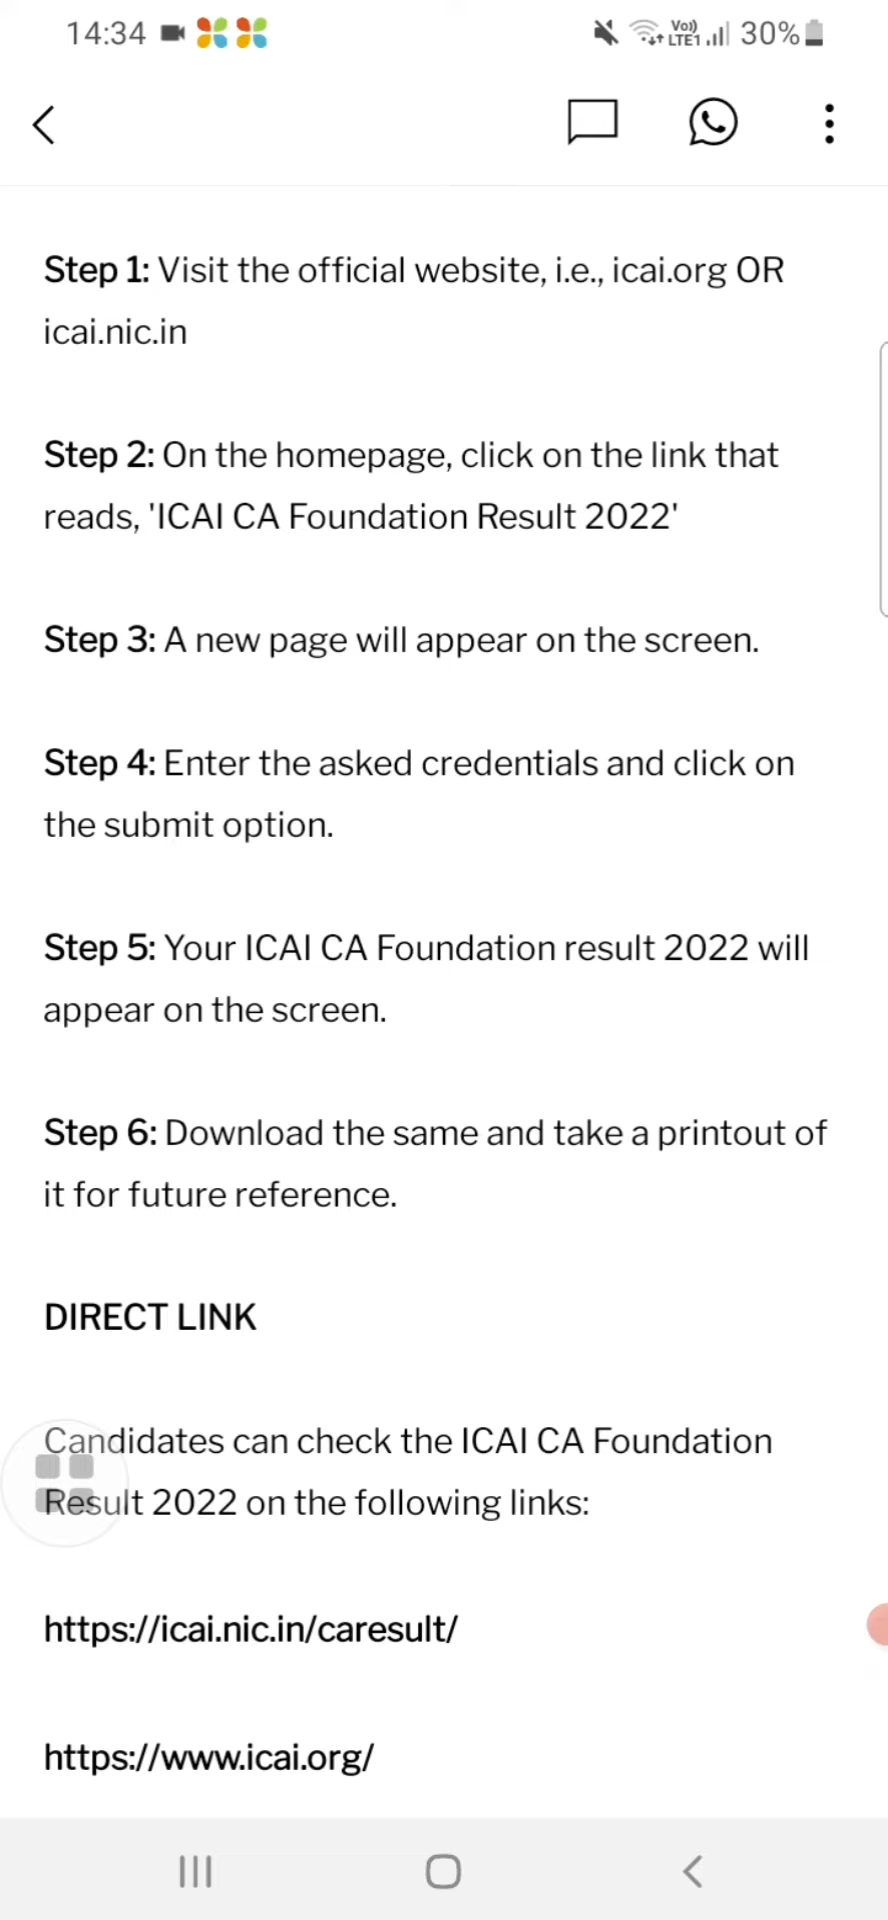 14:34
Vo))
LTE1
30%
Step 1: Visit the official website, i.e., icai.org OR
icai.nic.in
Step 2: On the homepage, click on the link that
reads, 'ICAI CA Foundation Result 2022'
Step 3: A new page will appear on the screen.
Step 4: Enter the asked credentials and click on
the submit option.
Step 5: Your ICAI CA Foundation result 2022 will
appear on the screen.
Step 6: Download the same and take a printout of
it for future reference.
DIRECT LINK
Candidates can check the ICAI CA Foundation
Result 2022 on the following links:
https://icai.nic.in/caresult/
https://www.icai.org/